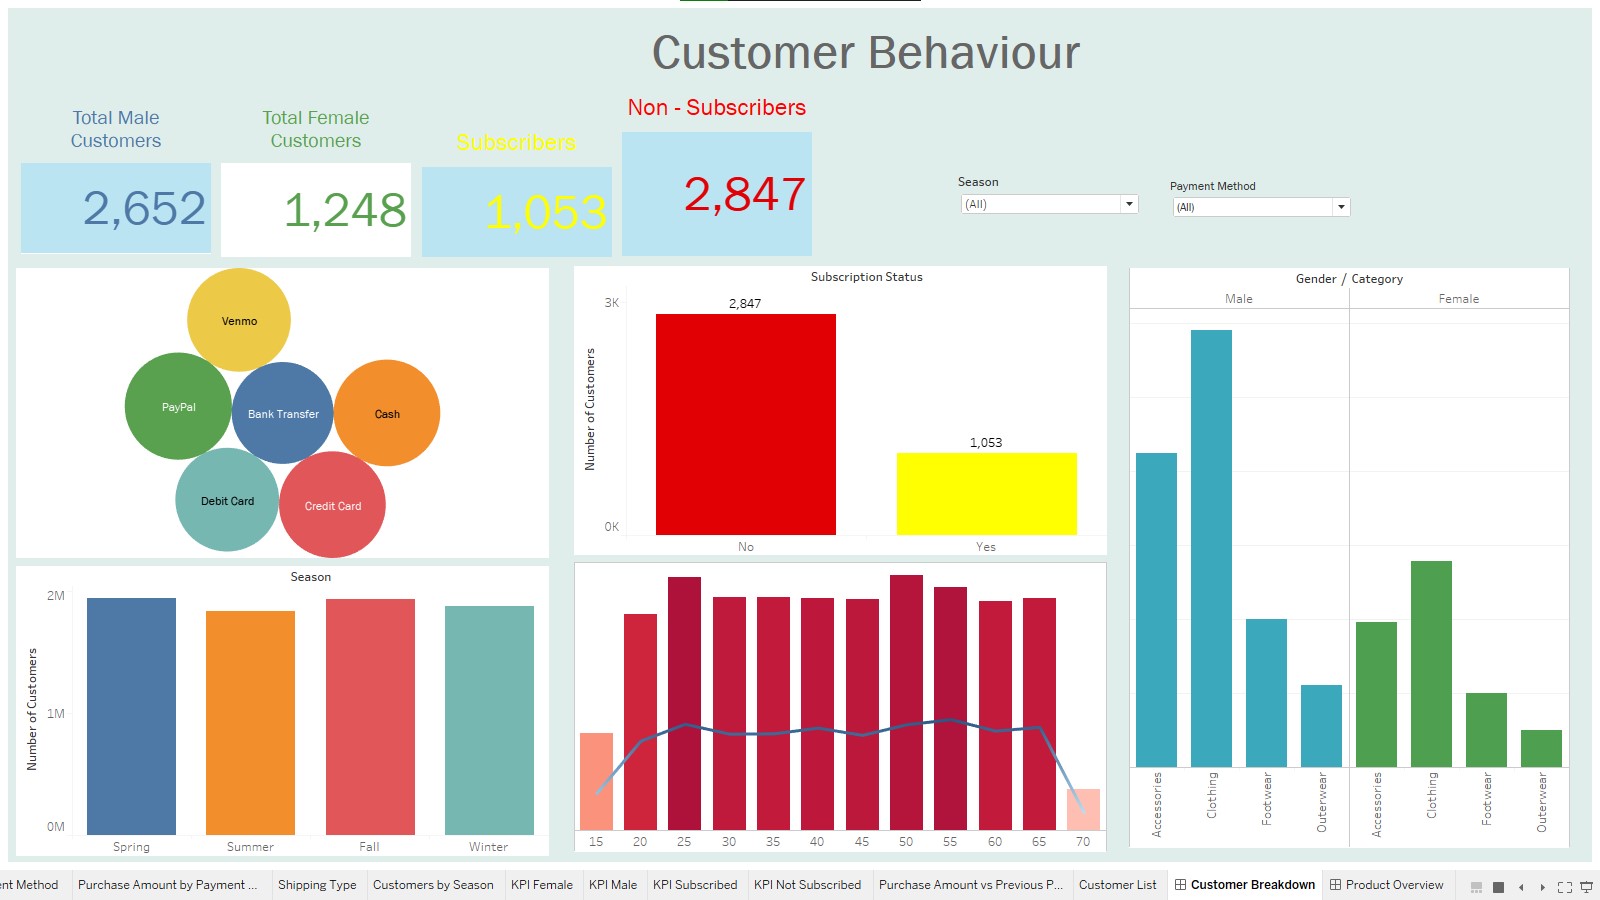 Customer Behaviour
Total Male
Customers
2,652
Total Female
Customers
1,248
Subscribers
1,053
Non - Subscribers
2,847
Season
(All)
Payment Method
(All)
Venmo
PayPal
Bank Transfer
Cash
Debit Card
Credit Card
Subscription Status
Number of Customers
3K
0K
2,847
1,053
No
Yes
Gender / Category
Male
Female
Accessories
Clothing
Footwear
Outerwear
Accessories
Clothing
Footwear
Outerwear
Season
Number of Customers
2M
1M
0M
Spring
Summer
Fall
Winter
15
20
25
30
35
40
45
50
55
60
65
70
nt Method
Purchase Amount by Payment ...
Shipping Type
Customers by Season
KPI Female
KPI Male
KPI Subscribed
KPI Not Subscribed
Purchase Amount vs Previous P...
Customer List
Customer Breakdown
Product Overview